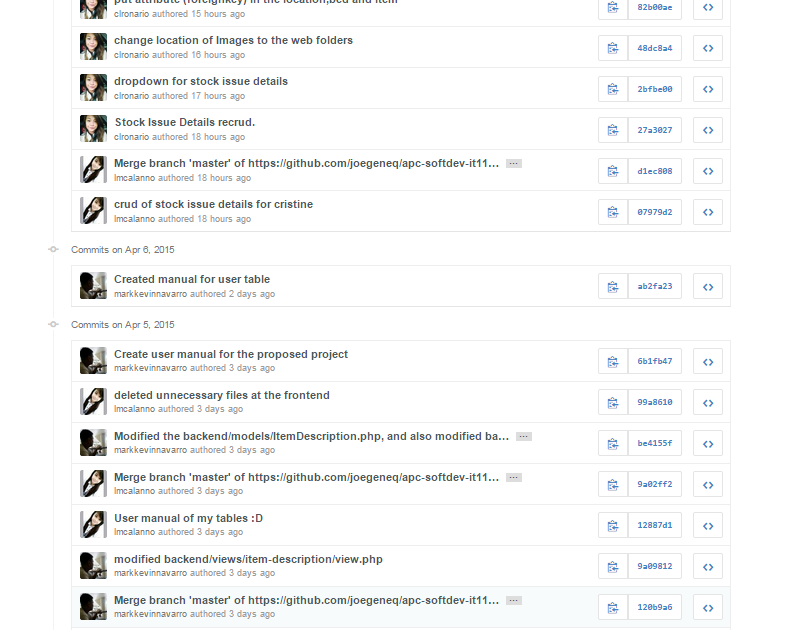 put attribute (foreignkey) in the location,bed and item
clronario authored 15 hours ago
82b00ae
change location of Images to the web folders
clronario authored 16 hours ago
48dc8a4
dropdown for stock issue details
clronario authored 17 hours ago
2bfbe00
Stock Issue Details recrud.
clronario authored 18 hours ago
27a3027
Merge branch 'master' of https://github.com/joegeneq/apc-softdev-it11... ...
lmcalanno authored 18 hours ago
d1ec808
crud of stock issue details for cristine
lmcalanno authored 18 hours ago
07979d2
Commits on Apr 6, 2015
Created manual for user table
markkevinnavarro authored 2 days ago
ab2fa23
Commits on Apr 5, 2015
Create user manual for the proposed project
markkevinnavarro authored 3 days ago
6b1fb47
deleted unnecessary files at the frontend
lmcalanno authored 3 days ago
99a8610
Modified the backend/models/ItemDescription.php, and also modified ba... ...
markkevinnavarro authored 3 days ago
be4155f
Merge branch 'master' of https://github.com/joegeneq/apc-softdev-it11... ...
lmcalanno authored 3 days ago
9a02ff2
User manual of my tables :D
lmcalanno authored 3 days ago
12887d1
modified backend/views/item-description/view.php
markkevinnavarro authored 3 days ago
9a09812
Merge branch 'master' of https://github.com/joegeneq/apc-softdev-it11... ...
markkevinnavarro authored 3 days ago
120b9a6